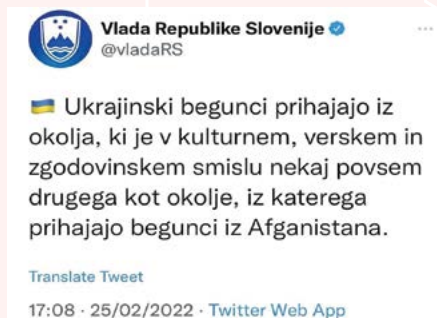 Vlada Republike Slovenije
@vladaRS
Ukrajinski begunci prihajajo iz
okolja, ki je v kulturnem, verskem in
zgodovinskem smislu nekaj povsem
drugega kot okolje, iz katerega
prihajajo begunci iz Afganistana.
Translate Tweet
17:08 · 25/02/2022 · Twitter Web App